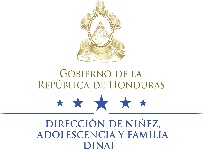 GOBIERNO DE LA
REPÚBLICA DE HONDURAS
DIRECCIÓN DE NIÑEZ,
ADOLESCENCIA Y FAMILIA
DINAF